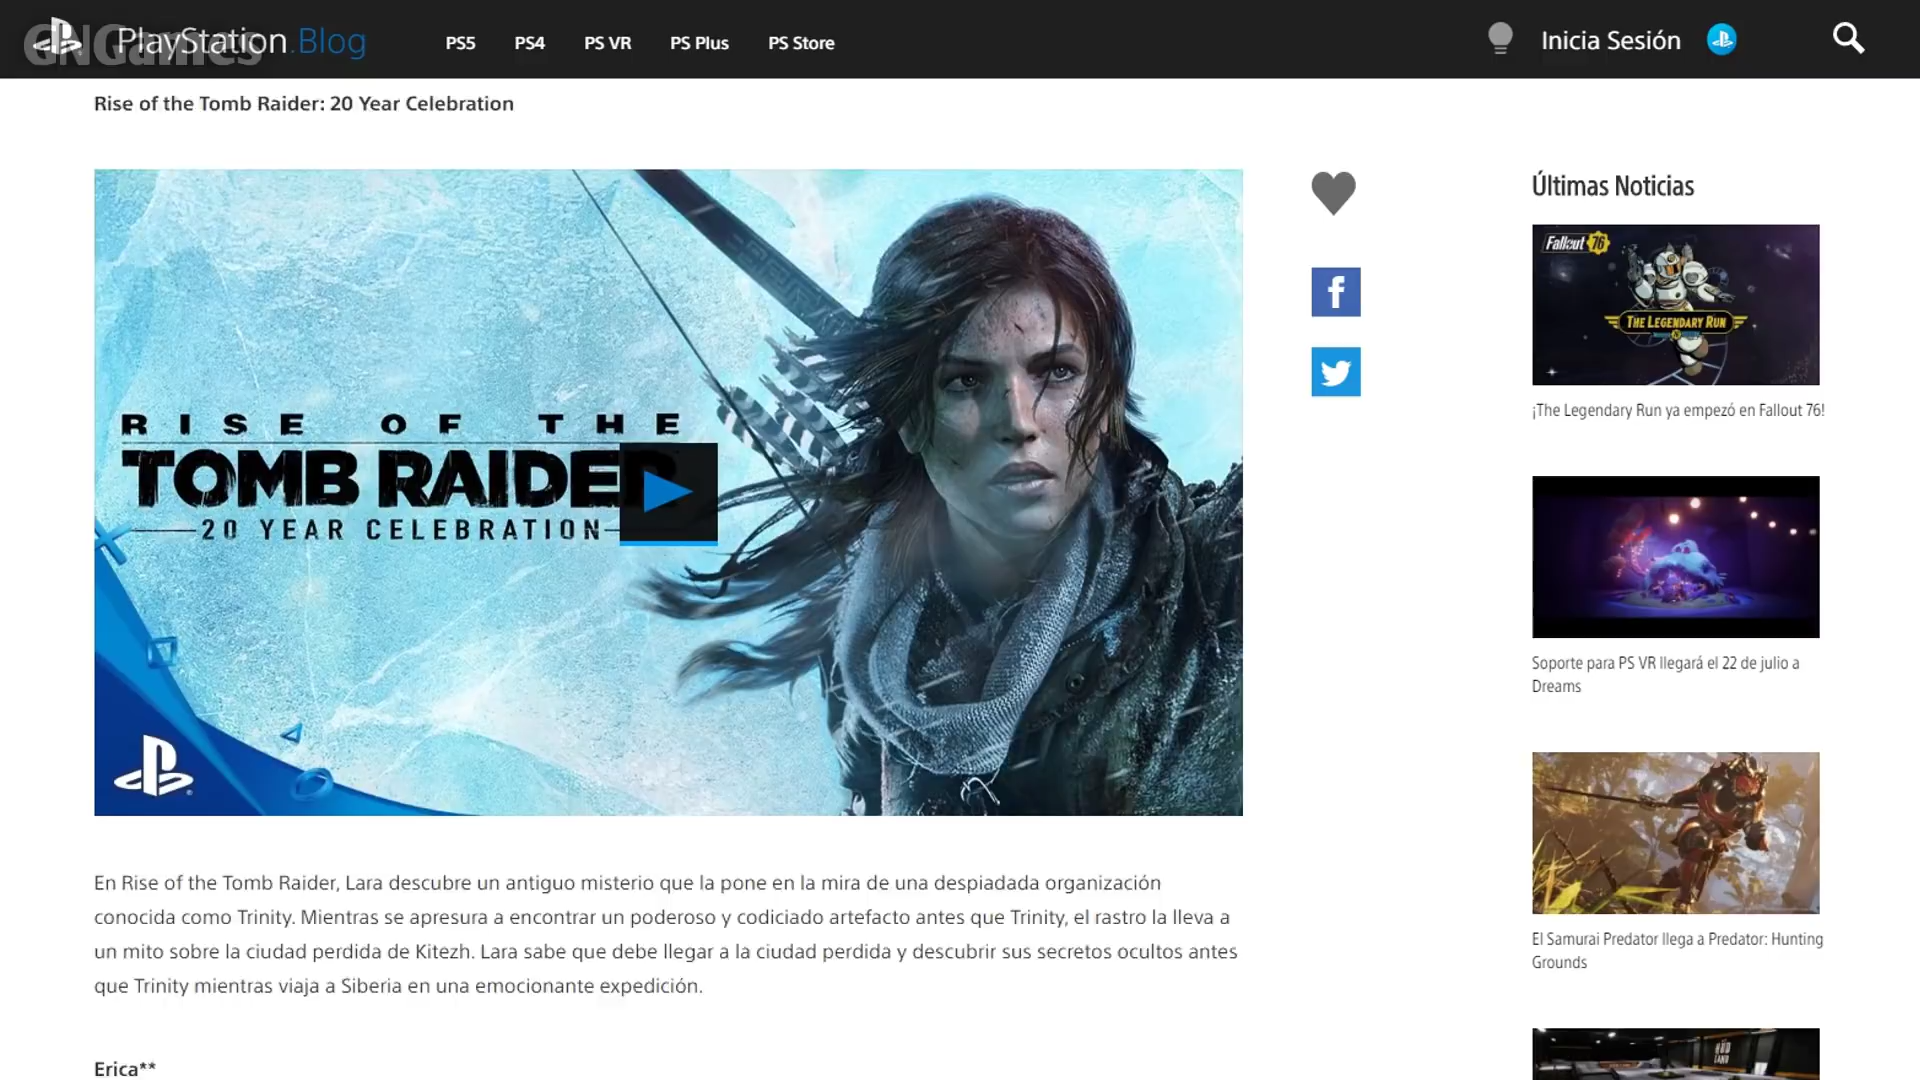 GNGames
PlayStation.Blog
PS5
PS4
PS VR
PS Plus
PS Store
Inicia Sesión
Rise of the Tomb Raider: 20 Year Celebration
RISE OF THE
TOMB RAIDER
20 YEAR CELEBRATION
Últimas Noticias
Fallout 76
THE LEGENDARY RUN
¡The Legendary Run ya empezó en Fallout 76!
Soporte para PS VR llegará el 22 de julio a
Dreams
El Samurai Predator llega a Predator: Hunting
Grounds
En Rise of the Tomb Raider, Lara descubre un antiguo misterio que la pone en la mira de una despiadada organización
conocida como Trinity. Mientras se apresura a encontrar un poderoso y codiciado artefacto antes que Trinity, el rastro la lleva a
un mito sobre la ciudad perdida de Kitezh. Lara sabe que debe llegar a la ciudad perdida y descubrir sus secretos ocultos antes
que Trinity mientras viaja a Siberia en una emocionante expedición.
Erica**